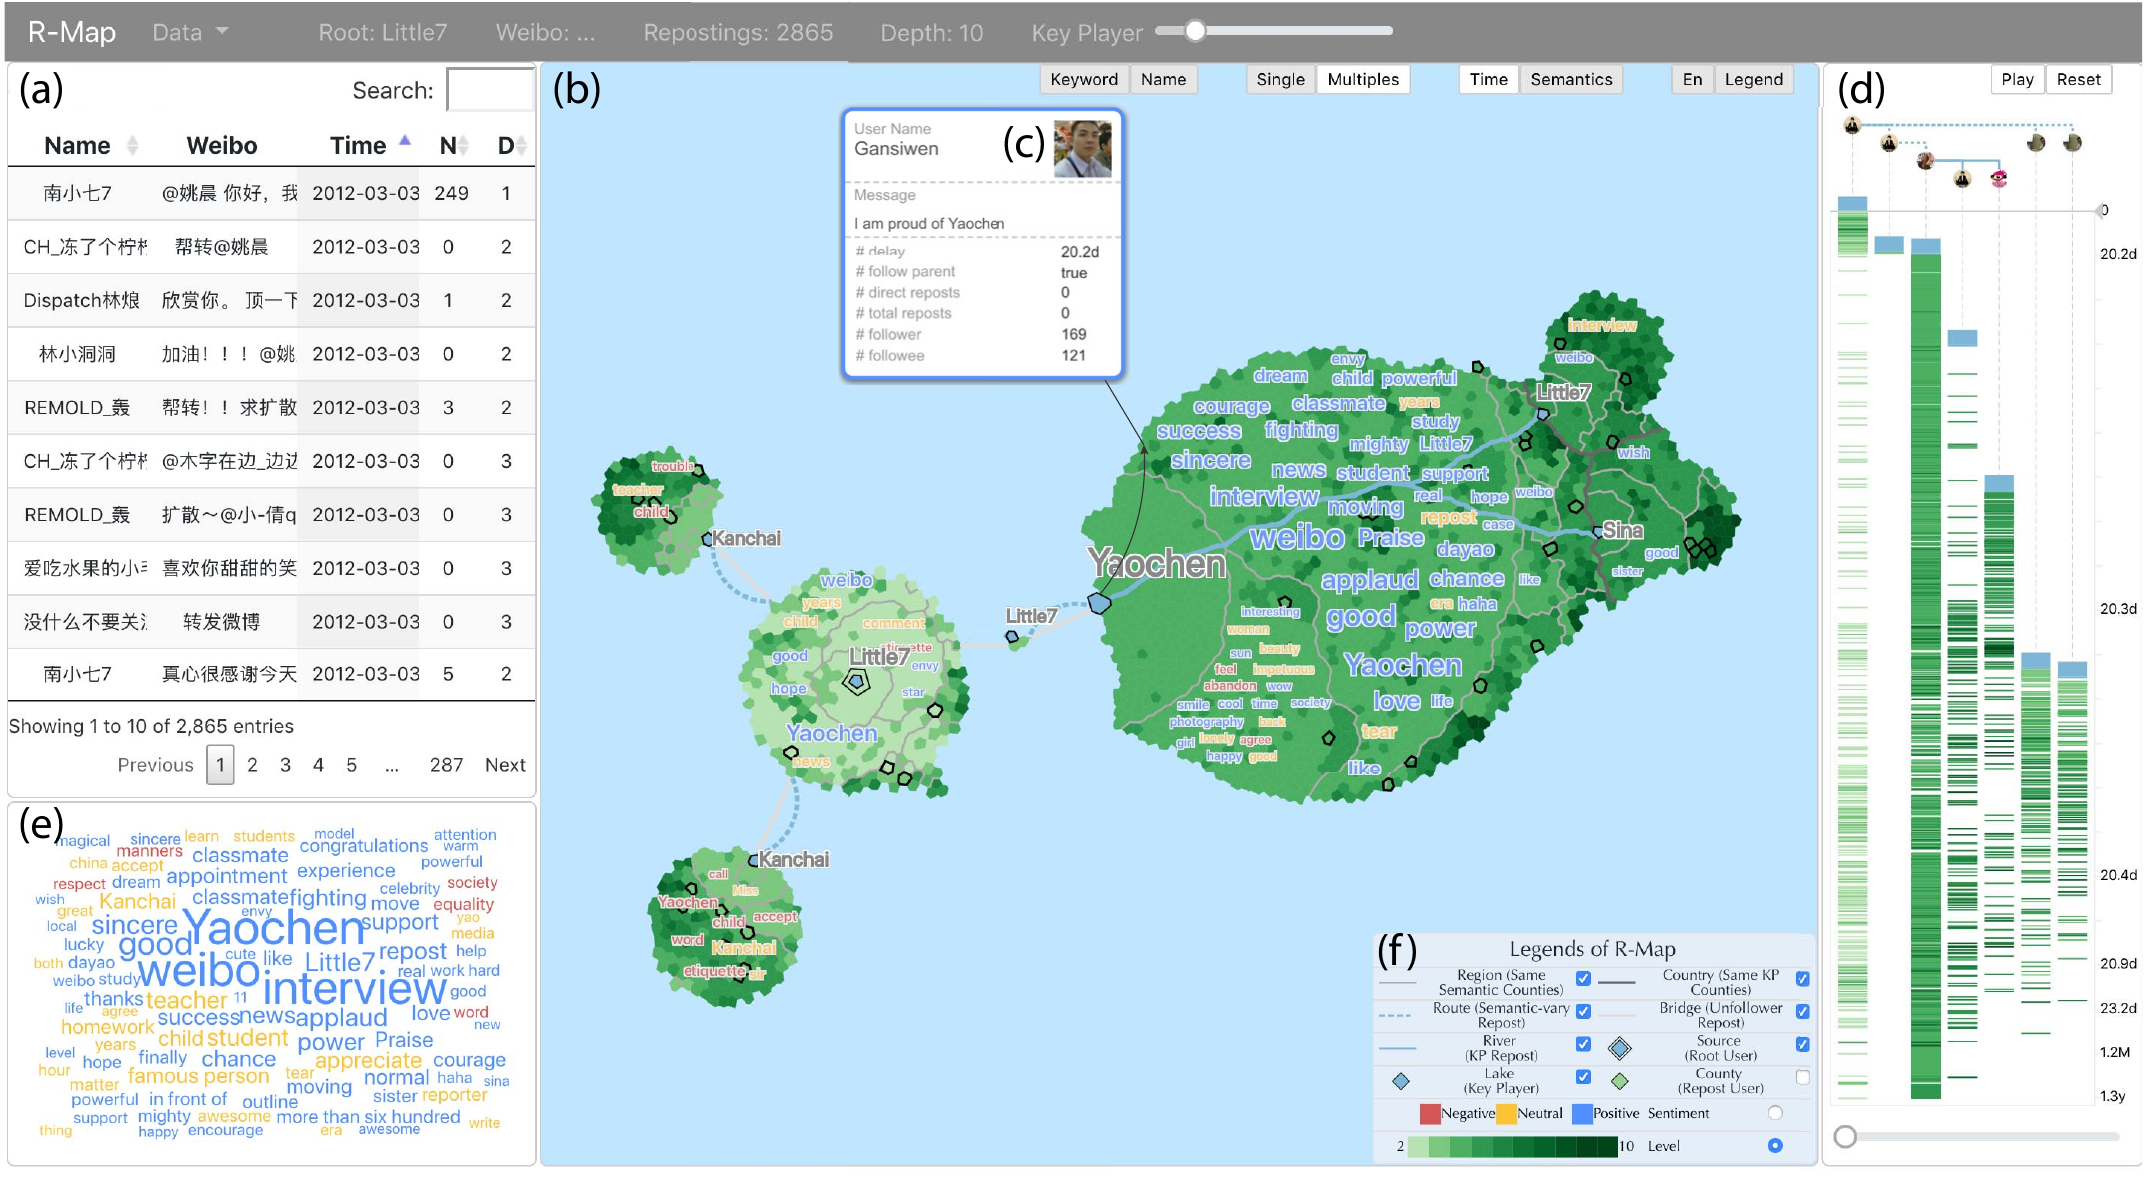 R-Map Data Root: Little7 Weibo: ... Repostings: 2865 Depth: 10 Key Player
(a) Search:
Name Weibo Time N D
南小七7 @姚晨 你好，我 2012-03-03 249 1
CH_冻了个柠 帮转@姚晨 2012-03-03 0 2
Dispatch林烺 欣赏你。 顶一下 2012-03-03 1 2
林小洞洞 加油！！！@姚 2012-03-03 0 2
REMOLD_轰 帮转！！求扩散 2012-03-03 3 2
CH_冻了个柠 @木字在边_边边 2012-03-03 0 3
REMOLD_轰 扩散～@小-倩q 2012-03-03 0 3
爱吃水果的小 喜欢你甜甜的笑 2012-03-03 0 3
没什么不要关 转发微博 2012-03-03 0 3
南小七7 真心很感谢今天 2012-03-03 5 2
Showing 1 to 10 of 2,865 entries
Previous 1 2 3 4 5 ... 287 Next
(e)
magical sincere learn students model attention
manners classmate congratulations warm
china accept powerful
respect dream appointment experience celebrity society
wish Kanchai classmate fighting move equality
great envy yao
local sincere Yaochen support media
lucky good cute like Little7 repost help
both dayao weibo real work hard
weibo study interview good
life thanks teacher 11 love word
agree success news applaud new
homework child student power Praise
years
level hope finally chance appreciate courage
hour famous person tear normal haha sina
matter moving sister reporter
powerful in front of outline
support mighty awesome more than six hundred write
thing happy encourage era awesome
(b)
Keyword Name Single Multiples Time Semantics En Legend
(c)
User Name
Gansiwen
Message
I am proud of Yaochen
# delay 20.2d
# follow parent true
# direct reposts 0
# total reposts 0
# follower 169
# followee 121
trouble
teacher
child
Kanchai
weibo
years
child comment
good Little7 envy
hope star
Yaochen
news
Little7
Kanchai
call
Miss
Yaochen
child accept
word Kanchai
etiquette sir
interview
envy weibo
dream child powerful
courage classmate years Little7
success fighting study
mighty Little7
sincere news student support wish
interview moving real hope weibo
repost case Sina
weibo Praise dayao good
Yaochen
applaud chance like sister
era haha
interesting good power
woman
sun beauty
feel impetuous Yaochen
abandon wow
smile cool time society love life
photography back tear
girl lonely agree
happy good like
(f) Legends of R-Map
Region (Same Semantic Counties) Country (Same KP Counties)
Route (Semantic-vary Repost) Bridge (Unfollower Repost)
River (KP Repost) Source (Root User)
Lake (Key Player) County (Repost User)
Negative Neutral Positive Sentiment
2 10 Level
(d) Play Reset
0
20.2d
20.3d
20.4d
20.9d
23.2d
1.2M
1.3y